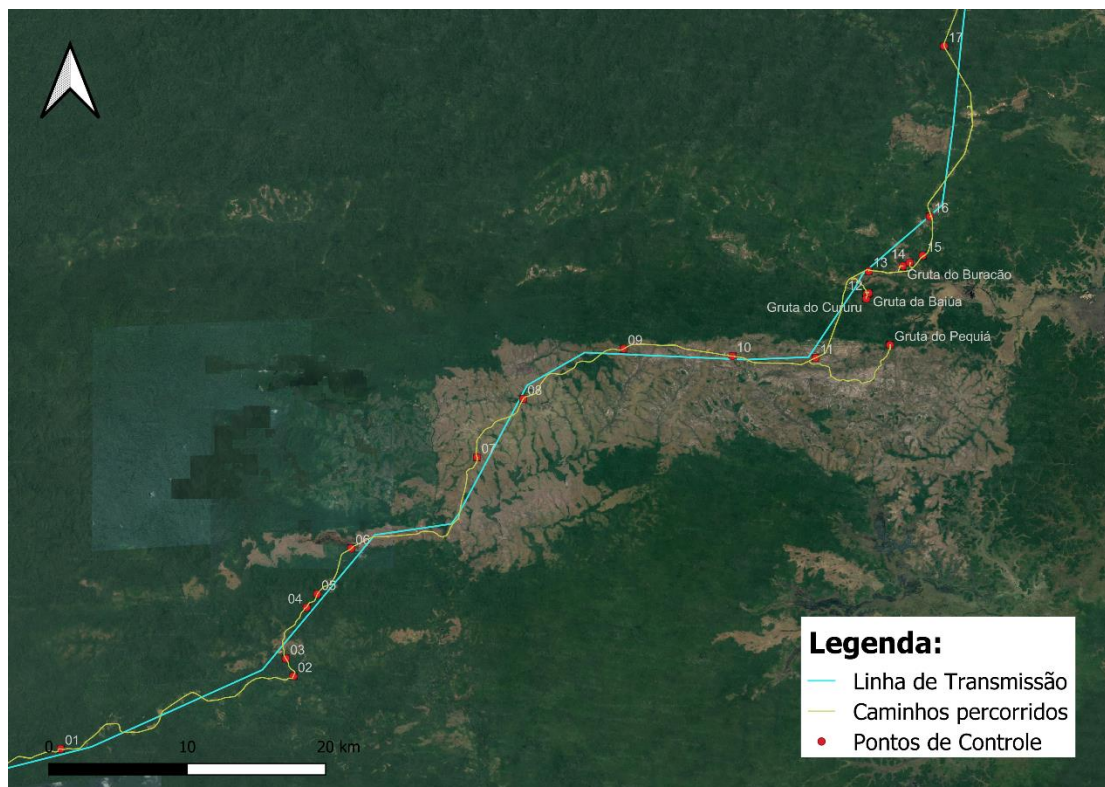 17
16
15
14
13
Gruta do Buracão
12
Gruta da Baiúa
Gruta do Cururu
Gruta do Pequiá
09
10
11
08
07
06
05
04
03
02
01
Legenda:
Linha de Transmissão
Caminhos percorridos
Pontos de Controle
0 10 20 km